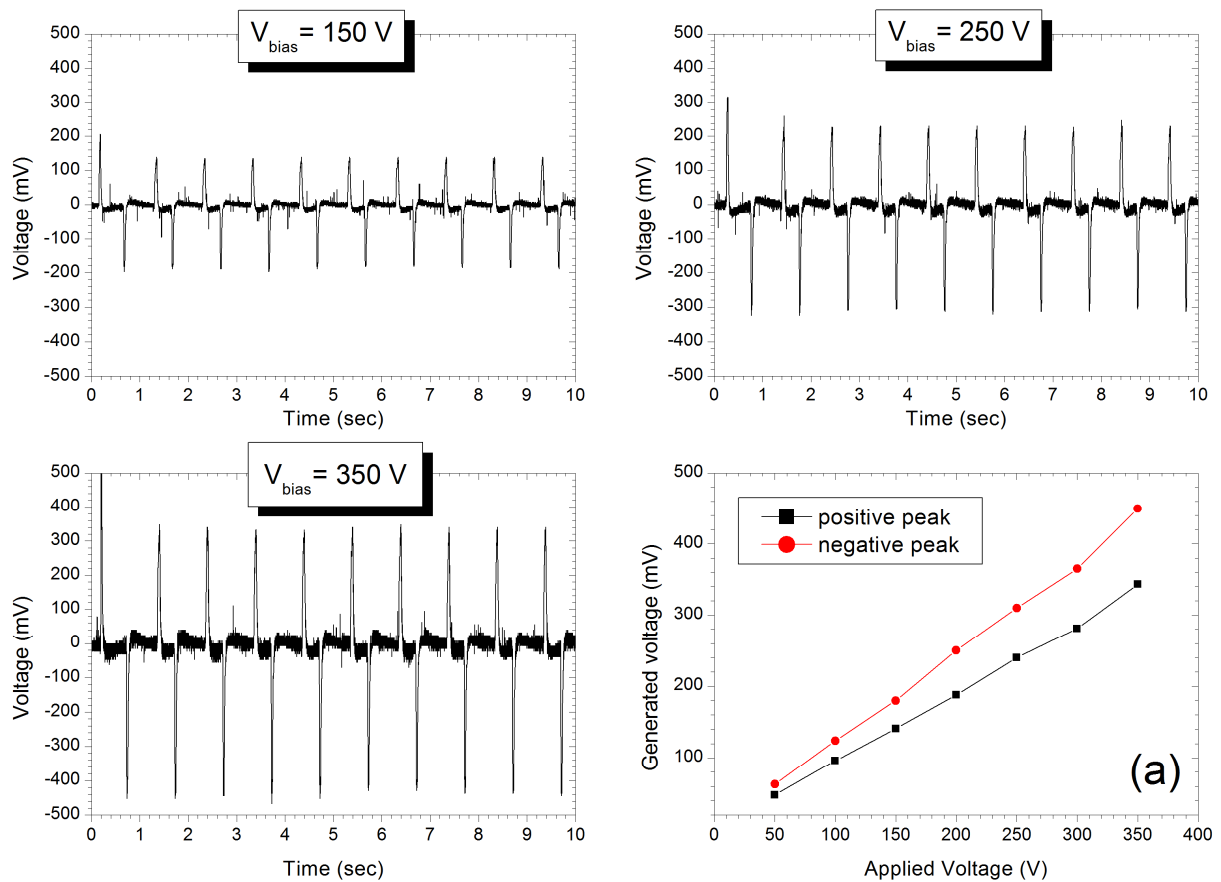 V bias = 150 V
500
400
300
200
100
0
-100
-200
-300
-400
-500
Voltage (mV)
0 1 2 3 4 5 6 7 8 9 10
Time (sec)
V bias = 250 V
500
400
300
200
100
0
-100
-200
-300
-400
-500
Voltage (mV)
0 1 2 3 4 5 6 7 8 9 10
Time (sec)
V bias = 350 V
500
400
300
200
100
0
-100
-200
-300
-400
-500
Voltage (mV)
0 1 2 3 4 5 6 7 8 9 10
Time (sec)
500
400
300
200
100
Generated voltage (mV)
positive peak
negative peak
(a)
0 50 100 150 200 250 300 350 400
Applied Voltage (V)